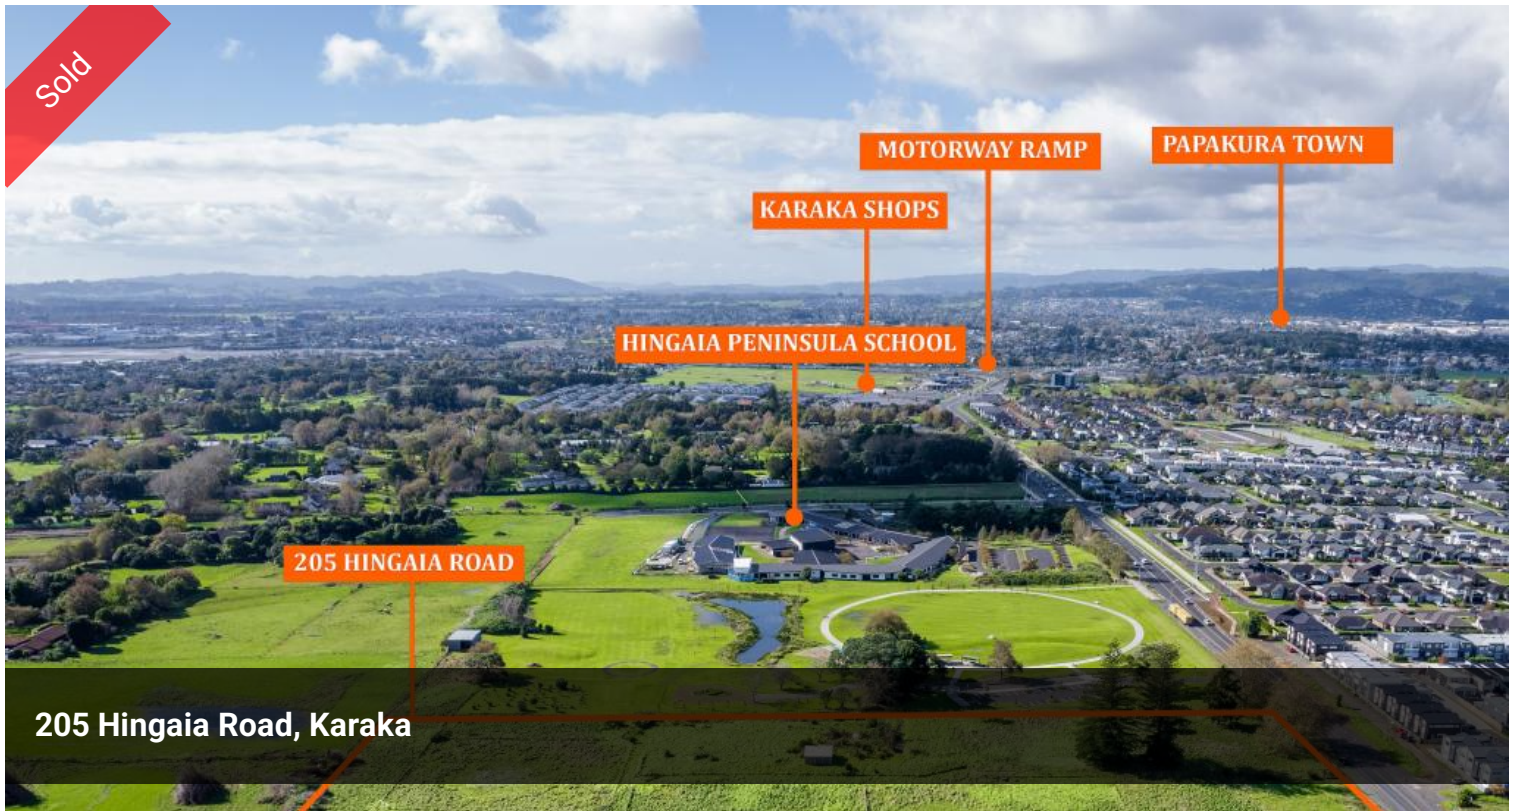 Sold
MOTORWAY RAMP
PAPAKURA TOWN
KARAKA SHOPS
HINGAIA PENINSULA SCHOOL
205 HINGAIA ROAD
205 Hingaia Road, Karaka